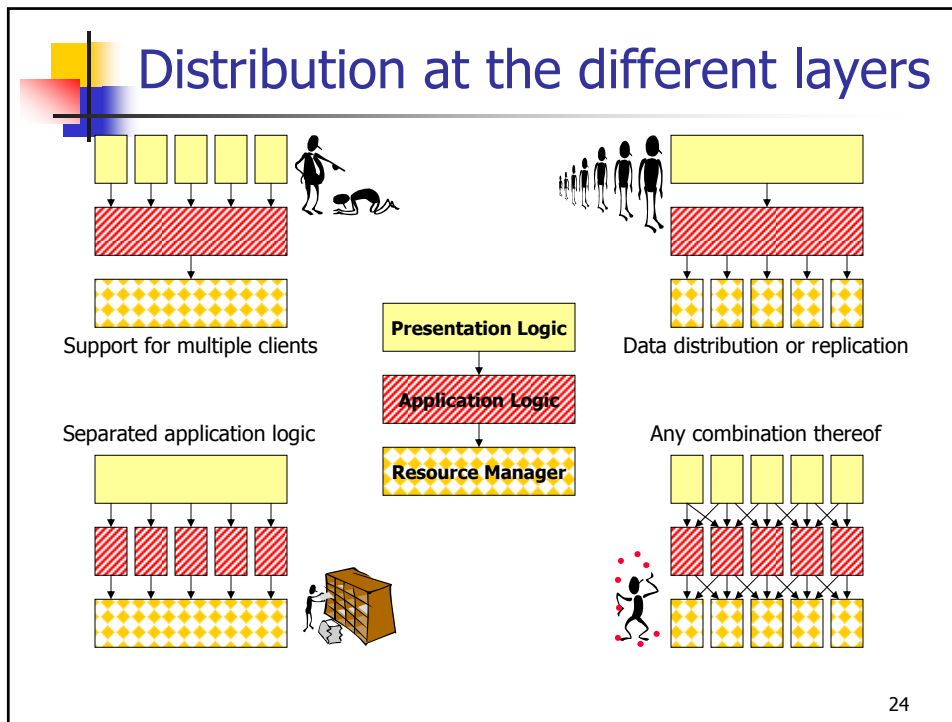 Distribution at the different layers
Support for multiple clients
Data distribution or replication
Presentation Logic
Application Logic
Resource Manager
Separated application logic
Any combination thereof
24